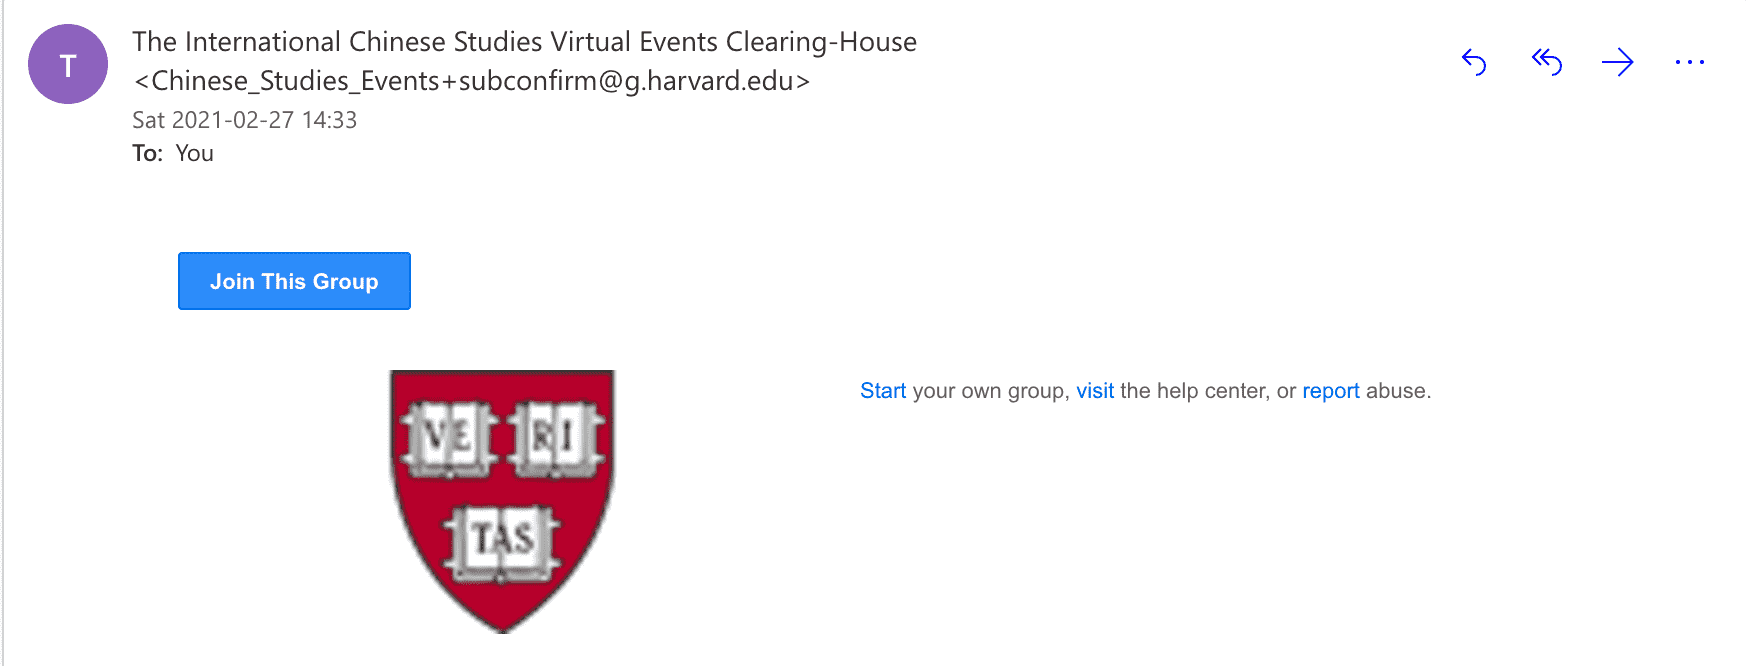 T
The International Chinese Studies Virtual Events Clearing-House
<Chinese_Studies_Events+subconfirm@g.harvard.edu>
Sat 2021-02-27 14:33
To: You
Join This Group
VE RI
TAS
Start your own group, visit the help center, or report abuse.